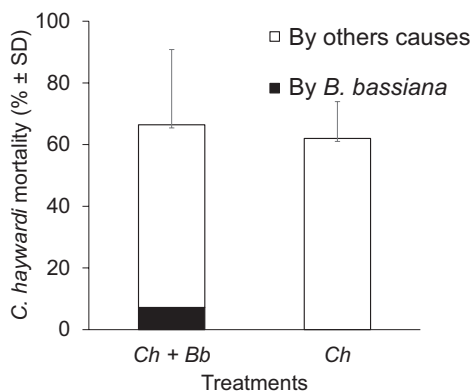 C. haywardi mortality (% ± SD)
100
80
60
40
20
0
By others causes
By B. bassiana
Ch + Bb
Ch
Treatments